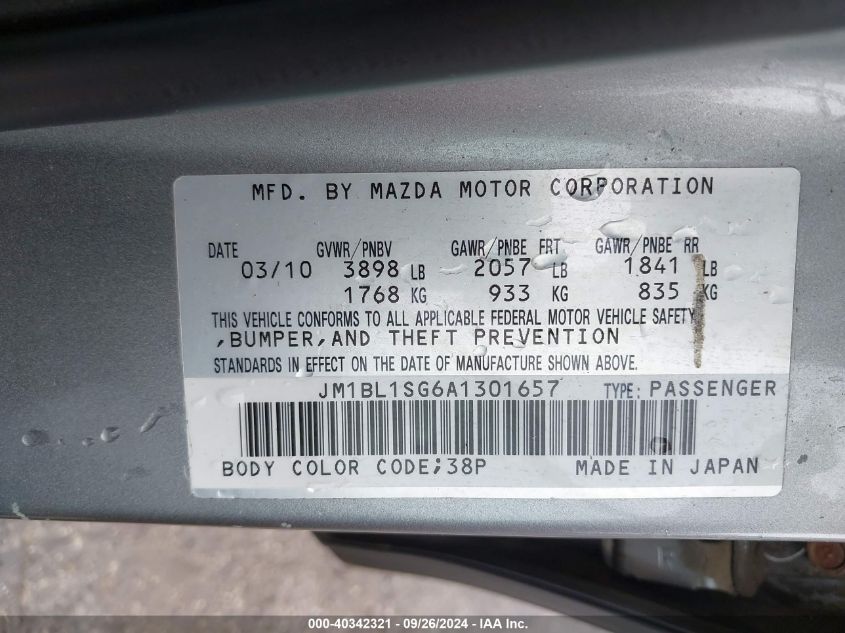 MFD. BY MAZDA MOTOR CORPORATION
DATE GVWR/PNBV GAWR/PNBE FRT GAWR/PNBE RR
03/10 3898 LB 2057 LB 1841 LB
1768 KG 933 KG 835 KG
THIS VEHICLE CONFORMS TO ALL APPLICABLE FEDERAL MOTOR VEHICLE SAFETY
,BUMPER,AND THEFT PREVENTION
STANDARDS IN EFFECT ON THE DATE OF MANUFACTURE SHOWN ABOVE.
JM1BL1SG6A1301657 TYPE: PASSENGER
BODY COLOR CODE;38P MADE IN JAPAN
000-40342321 - 09/26/2024 - IAA Inc.